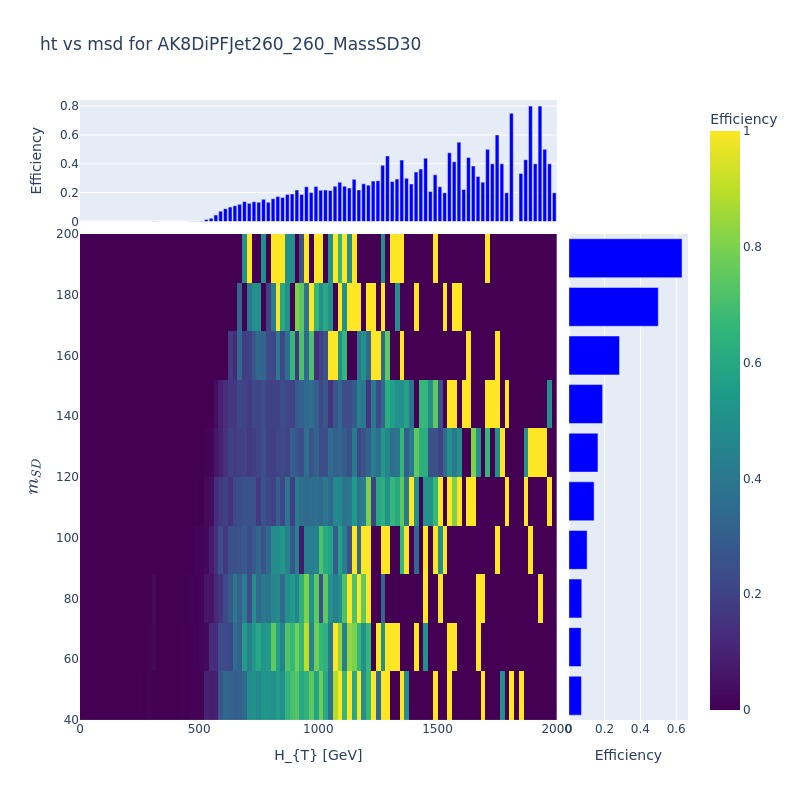 ht vs msd for AK8DiPFJet260_260_MassSD30
Efficiency
0.8
0.6
0.4
0.2
0
Efficiency
1
0.8
0.6
0.4
0.2
0
m_{SD}
200
180
160
140
120
100
80
60
40
0 500 1000 1500 2000
H_{T} [GeV]
0 0.2 0.4 0.6
Efficiency